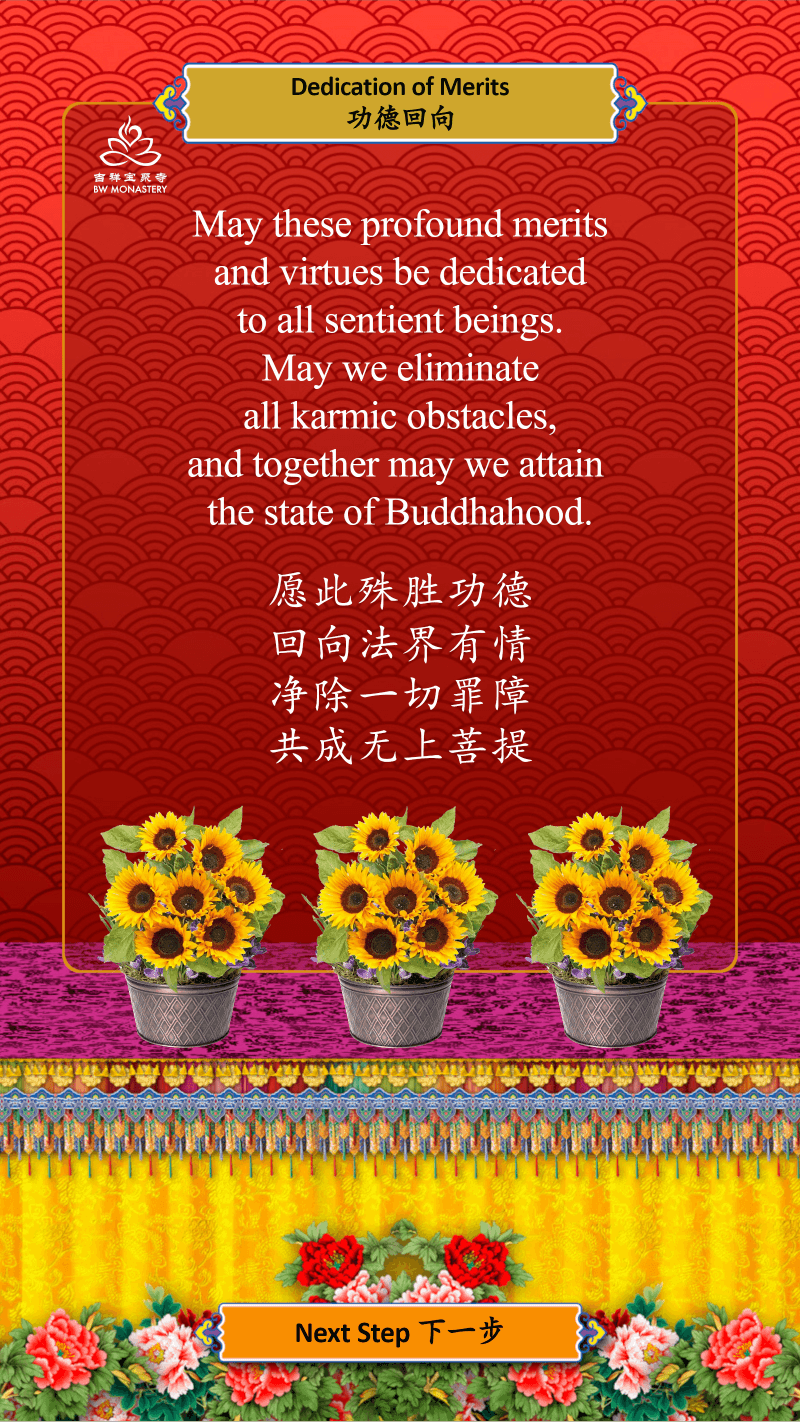 Dedication of Merits
功德回向
吉祥宝聚寺
BW MONASTERY
May these profound merits
and virtues be dedicated
to all sentient beings.
May we eliminate
all karmic obstacles,
and together may we attain
the state of Buddhahood.
愿此殊胜功德
回向法界有情
净除一切罪障
共成无上菩提
Next Step 下一步